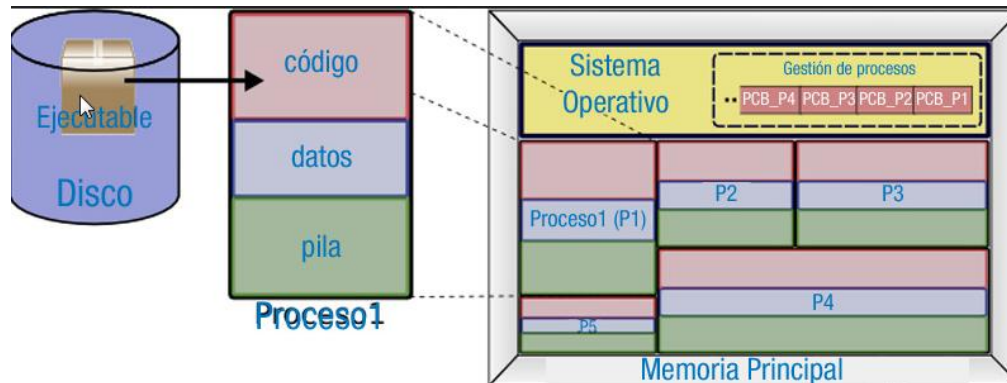 Ejecutable
Disco
código
datos
pila
Proceso1
Sistema
Operativo
Gestión de procesos
•• PCB_P4 PCB_P3 PCB_P2 PCB_P1
Proceso1 (P1)
P2
P3
P4
P5
Memoria Principal